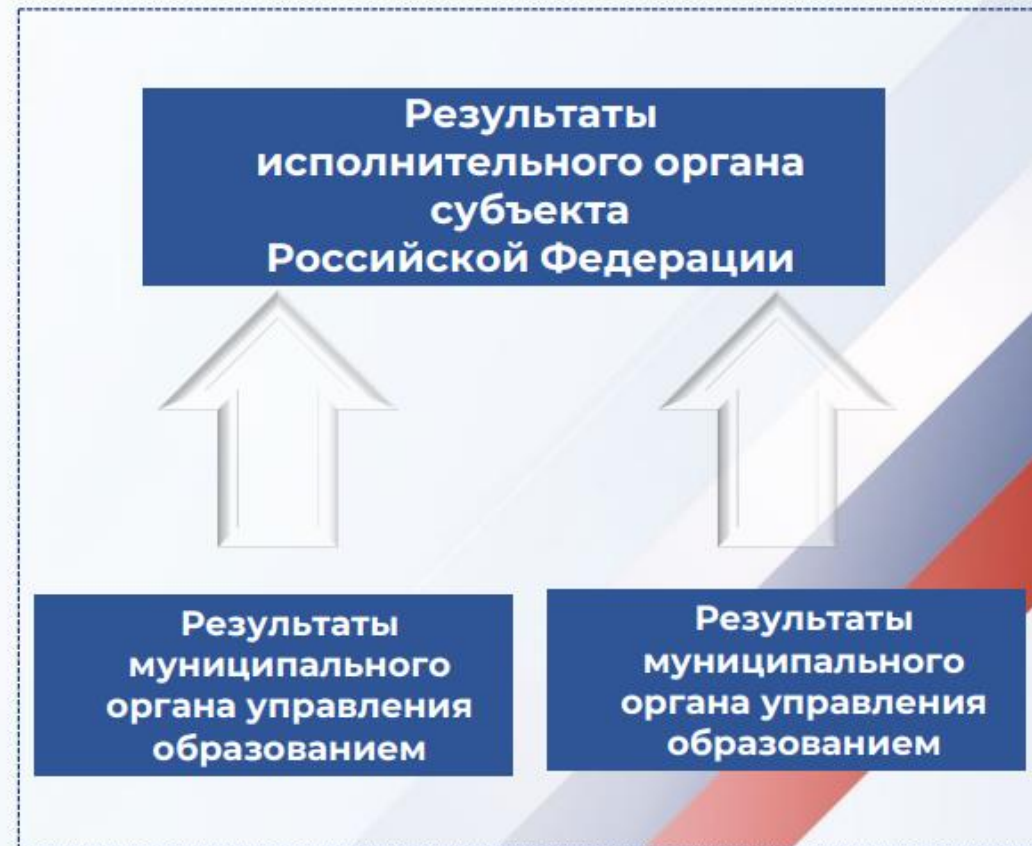 Результаты
исполнительного органа
субъекта
Российской Федерации
Результаты
муниципального
органа управления
образованием
Результаты
муниципального
органа управления
образованием